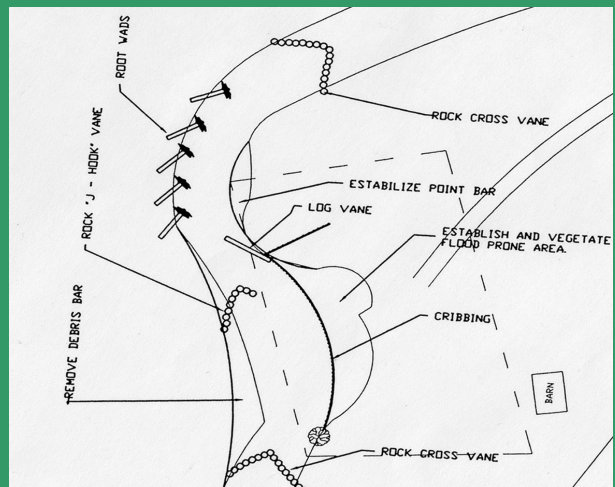 ROOT WADS
ROCK CROSS VANE
ROCK "J - HOOK" VANE
ESTABILIZE POINT BAR
LOG VANE
ESTABLISH AND VEGETATE
FLOOD PRONE AREA.
REMOVE DEBRIS BAR
CRIBBING
BARN
ROCK CROSS VANE